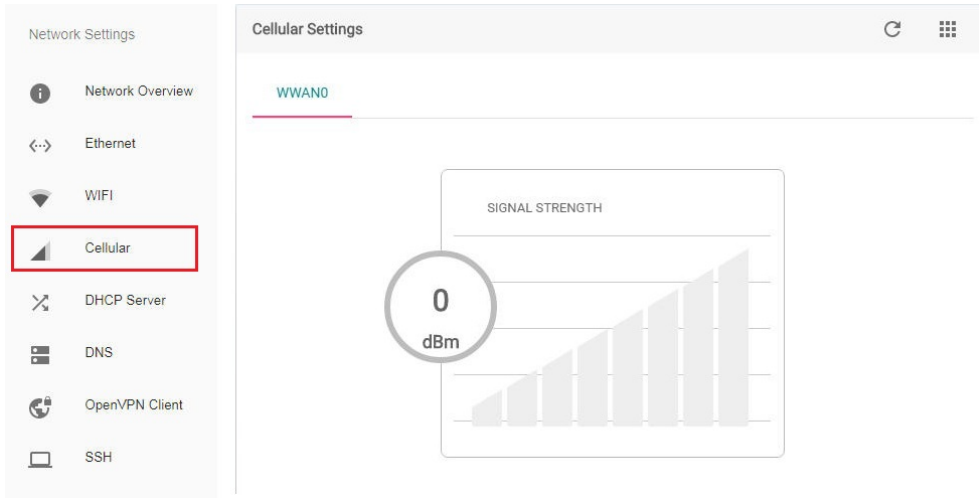 Network Settings
Network Overview
Ethernet
WIFI
Cellular
DHCP Server
DNS
OpenVPN Client
SSH
Cellular Settings
WWAN0
SIGNAL STRENGTH
0
dBm